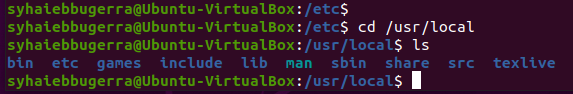 syhaiebbugerra@Ubuntu-VirtualBox:/etc$
syhaiebbugerra@Ubuntu-VirtualBox:/etc$ cd /usr/local
syhaiebbugerra@Ubuntu-VirtualBox:/usr/local$ ls
bin etc games include lib man sbin share src texlive
syhaiebbugerra@Ubuntu-VirtualBox:/usr/local$